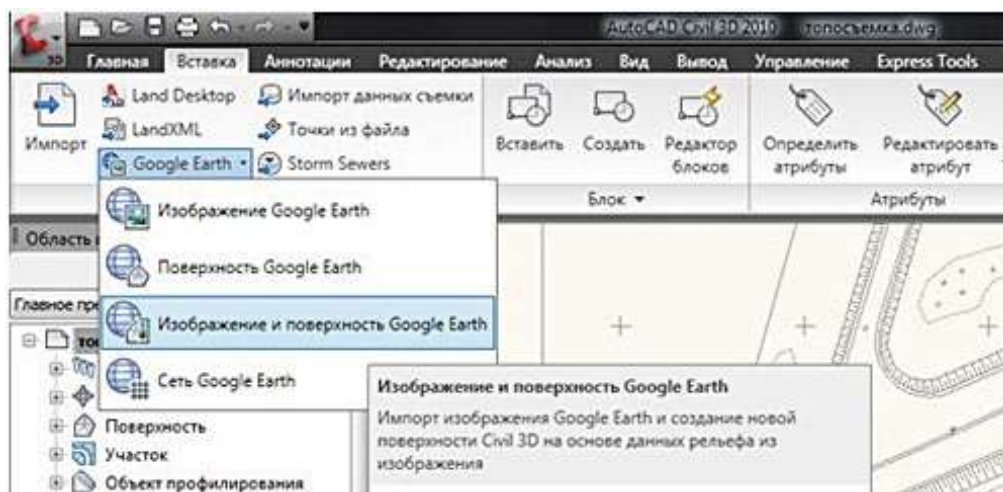 AutoCAD Civil 3D 2010 топосъемка.dwg
3D
Главная Вставка Аннотации Редактирование Анализ Вид Вывод Управление Express Tools
Импорт
Land Desktop
LandXML
Google Earth
Импорт данных съемки
Точки из файла
Storm Sewers
Вставить
Создать
Редактор
блоков
Определить
атрибуты
Редактировать
атрибут
Блок
Атрибуты
Изображение Google Earth
Поверхность Google Earth
Изображение и поверхность Google Earth
Сеть Google Earth
Область
Главное
Поверхность
Участок
Объект профилирования
Изображение и поверхность Google Earth
Импорт изображения Google Earth и создание новой
поверхности Civil 3D на основе данных рельефа из
изображения